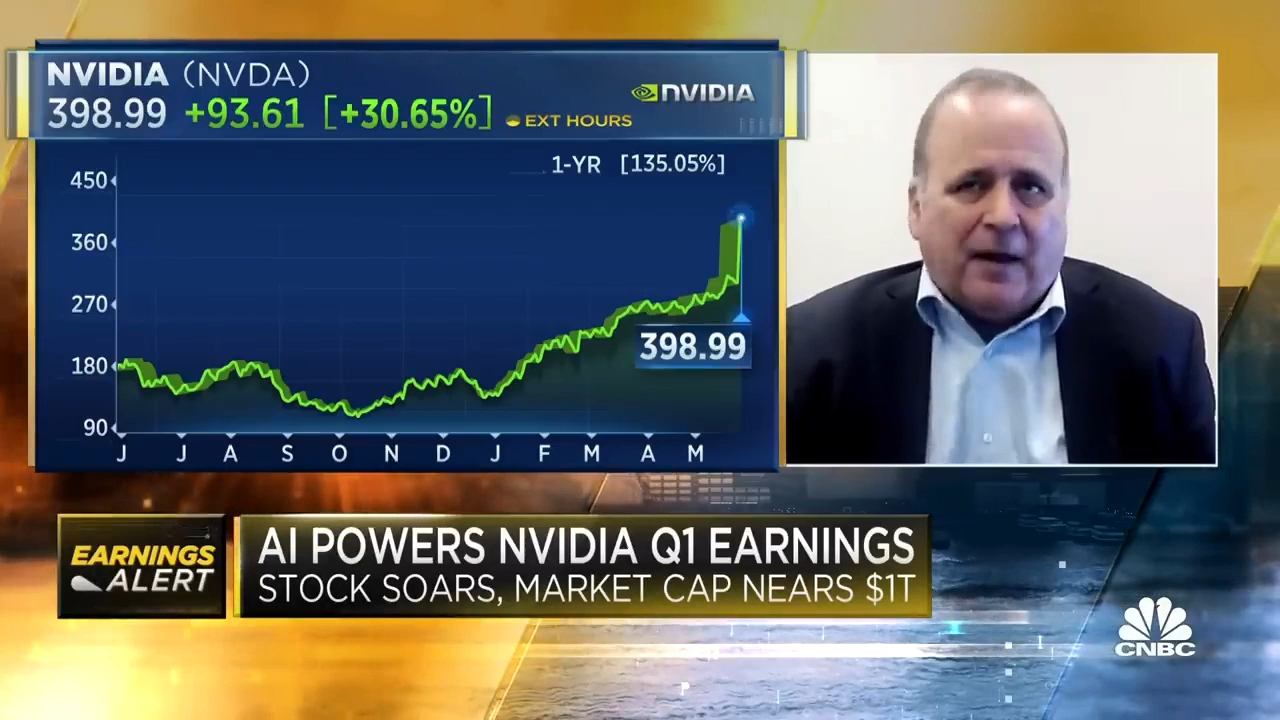 NVIDIA (NVDA)
398.99 +93.61 [+30.65%] EXT HOURS
NVIDIA
1-YR [135.05%]
450
360
270
180
90
398.99
J J A S O N D J F M A M
EARNINGS
ALERT
AI POWERS NVIDIA Q1 EARNINGS
STOCK SOARS, MARKET CAP NEARS $1T
CNBC